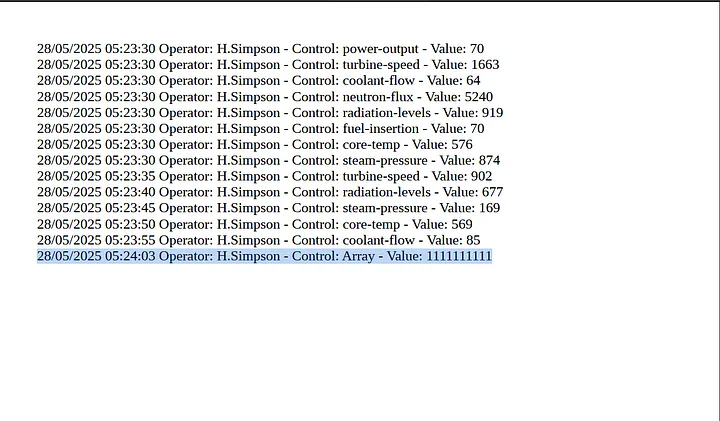 28/05/2025 05:23:30 Operator: H.Simpson - Control: power-output - Value: 70
28/05/2025 05:23:30 Operator: H.Simpson - Control: turbine-speed - Value: 1663
28/05/2025 05:23:30 Operator: H.Simpson - Control: coolant-flow - Value: 64
28/05/2025 05:23:30 Operator: H.Simpson - Control: neutron-flux - Value: 5240
28/05/2025 05:23:30 Operator: H.Simpson - Control: radiation-levels - Value: 919
28/05/2025 05:23:30 Operator: H.Simpson - Control: fuel-insertion - Value: 70
28/05/2025 05:23:30 Operator: H.Simpson - Control: core-temp - Value: 576
28/05/2025 05:23:30 Operator: H.Simpson - Control: steam-pressure - Value: 874
28/05/2025 05:23:35 Operator: H.Simpson - Control: turbine-speed - Value: 902
28/05/2025 05:23:40 Operator: H.Simpson - Control: radiation-levels - Value: 677
28/05/2025 05:23:45 Operator: H.Simpson - Control: steam-pressure - Value: 169
28/05/2025 05:23:50 Operator: H.Simpson - Control: core-temp - Value: 569
28/05/2025 05:23:55 Operator: H.Simpson - Control: coolant-flow - Value: 85
28/05/2025 05:24:03 Operator: H.Simpson - Control: Array - Value: 1111111111